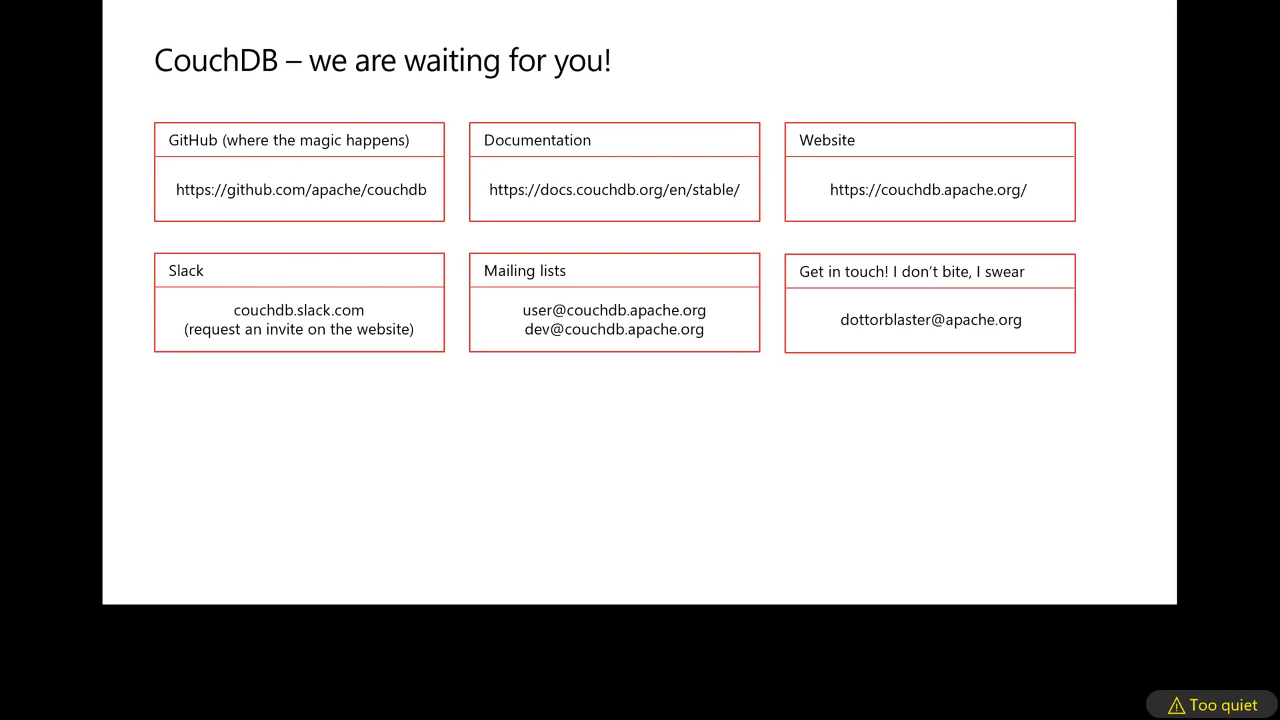 CouchDB – we are waiting for you!
GitHub (where the magic happens)
https://github.com/apache/couchdb
Documentation
https://docs.couchdb.org/en/stable/
Website
https://couchdb.apache.org/
Slack
couchdb.slack.com
(request an invite on the website)
Mailing lists
user@couchdb.apache.org
dev@couchdb.apache.org
Get in touch! I don't bite, I swear
dottorblaster@apache.org
Too quiet